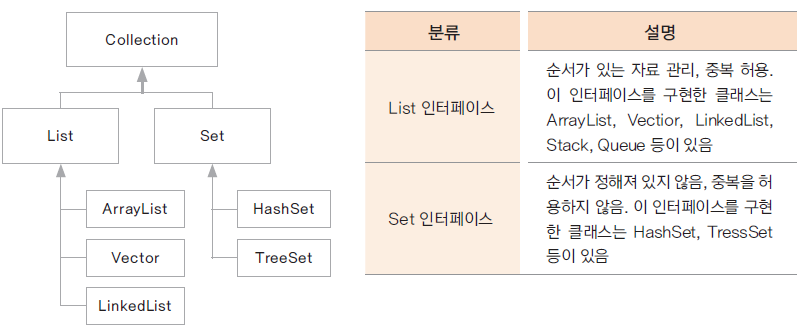 Collection
List
Set
ArrayList
HashSet
Vector
TreeSet
LinkedList
분류
설명
List 인터페이스
순서가 있는 자료 관리, 중복 허용.
이 인터페이스를 구현한 클래스는
ArrayList, Vectior, LinkedList,
Stack, Queue 등이 있음
Set 인터페이스
순서가 정해져 있지 않음, 중복을 허
용하지 않음. 이 인터페이스를 구현
한 클래스는 HashSet, TressSet
등이 있음